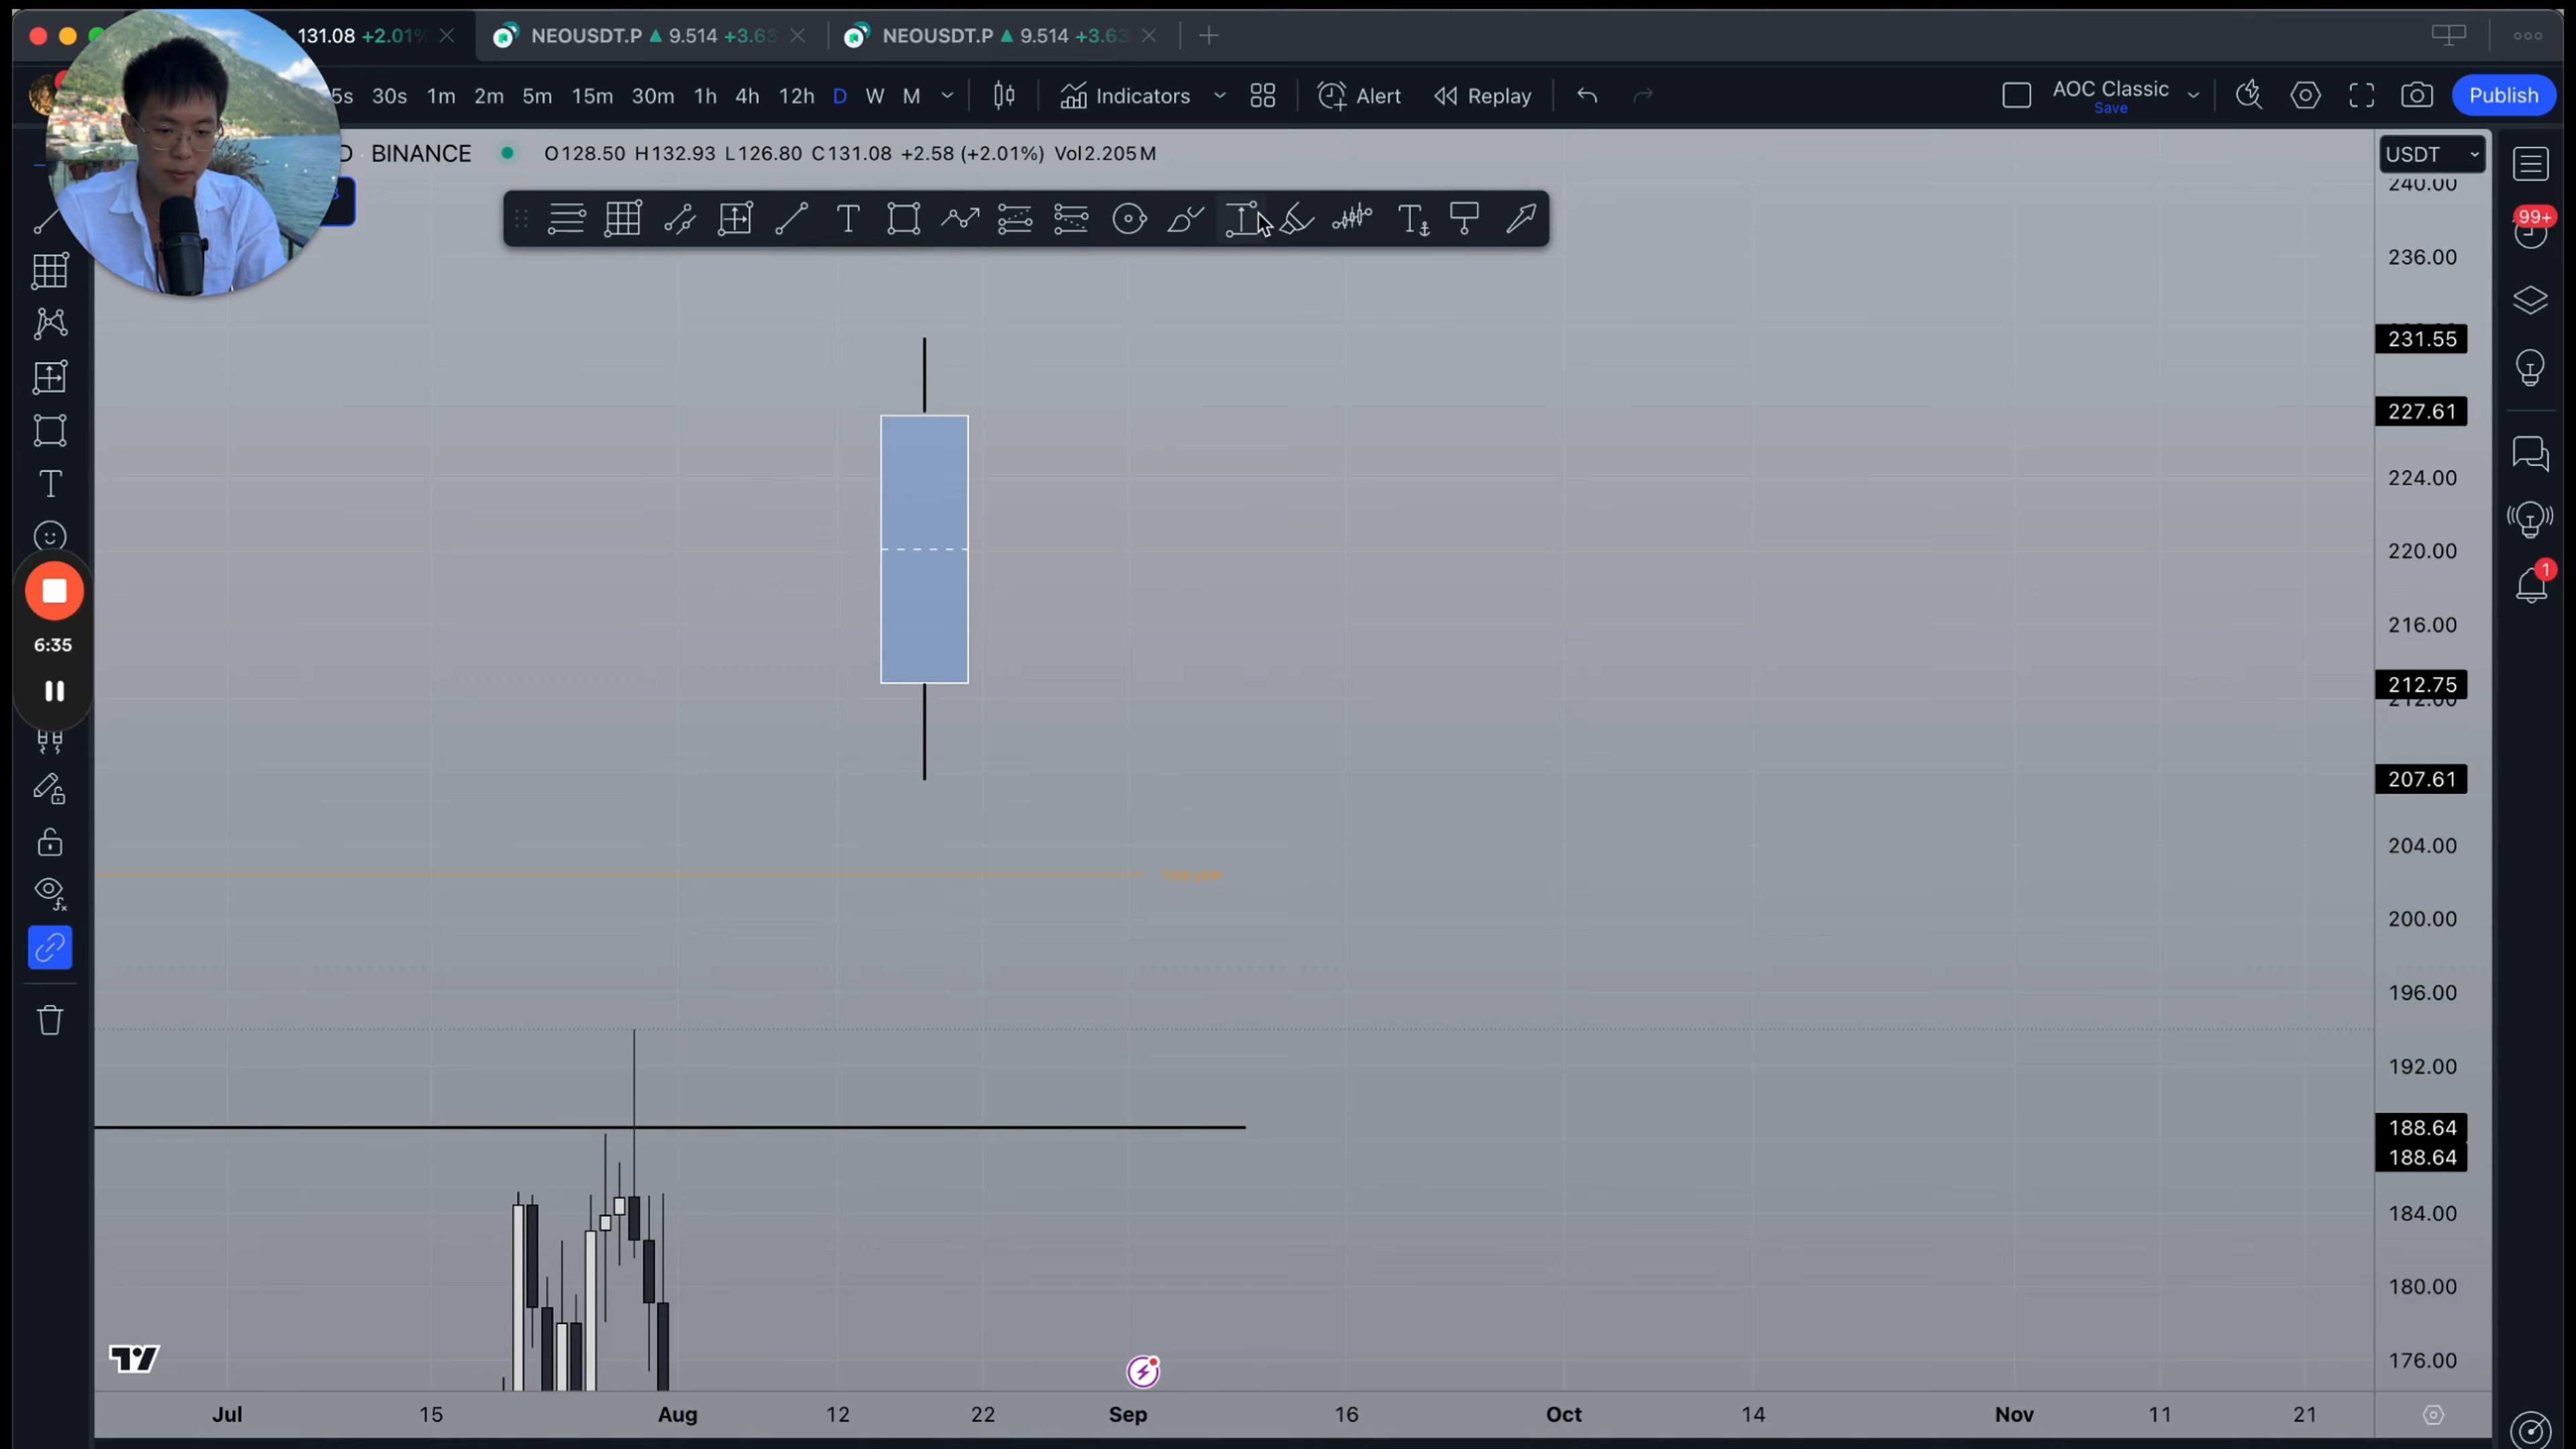 131.08 +2.01%
NEOUSDT.P ▲ 9.514 +3.63
NEOUSDT.P ▲ 9.514 +3.63
5s 30s 1m 2m 5m 15m 30m 1h 4h 12h D W M
Indicators
Alert
Replay
AOC Classic
Save
Publish
BINANCE
O128.50 H132.93 L126.80 C131.08 +2.58 (+2.01%) Vol2.205M
USDT
240.00
99+
236.00
231.55
227.61
224.00
220.00
1
216.00
6:35
212.75
212.00
207.61
204.00
200.00
196.00
192.00
188.64
188.64
184.00
180.00
176.00
Jul 15 Aug 12 22 Sep 16 Oct 14 Nov 11 21